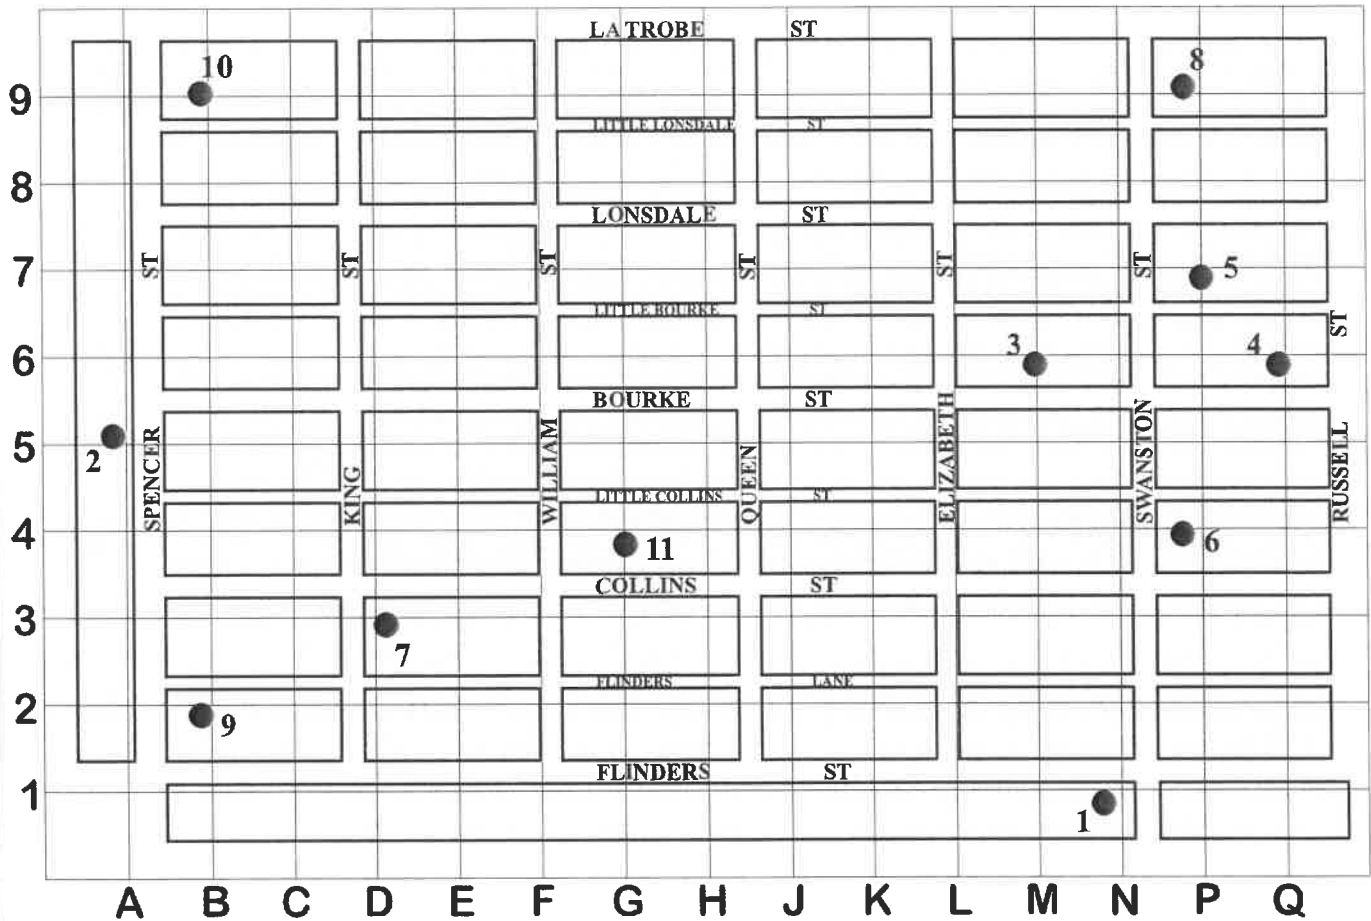 LA TROBE ST
10
8
9
LITTLE LONSDALE ST
8
LONSDALE ST
ST ST ST ST ST ST
7
5
LITTLE BOURKE ST
ST
3
4
6
BOURKE ST
SPENCER
KING
WILLIAM
QUEEN
ELIZABETH
SWANSTON
RUSSELL
5
2
LITTLE COLLINS ST
4
11
6
COLLINS ST
3
7
FLINDERS LANE
2
9
FLINDERS ST
1
1
A B C D E F G H J K L M N P Q